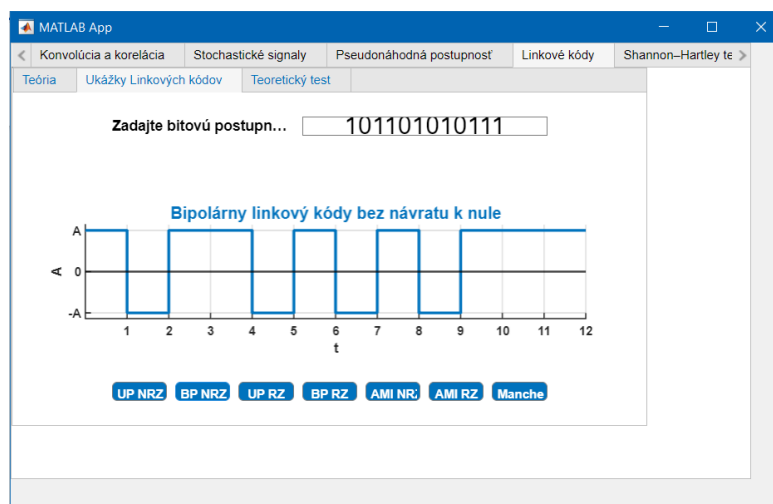 MATLAB App
Konvolúcia a korelácia Stochastické signaly Pseudonáhodná postupnosť Linkové kódy Shannon–Hartley te
Teória Ukážky Linkových kódov Teoretický test
Zadajte bitovú postupn... 101101010111
Bipolárny linkový kódy bez návratu k nule
A
A 0
-A
1 2 3 4 5 6 7 8 9 10 11 12
t
UP NRZ BP NRZ UP RZ BP RZ AMI NRZ AMI RZ Manche